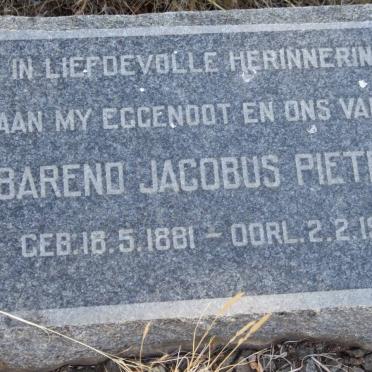 IN LIEFDEVOLLE HERINNERIN
AAN MY EGGENOOT EN ONS VA
BAREND JACOBUS PIET
GEB. 18.5.1881 – OORL. 2.2.19